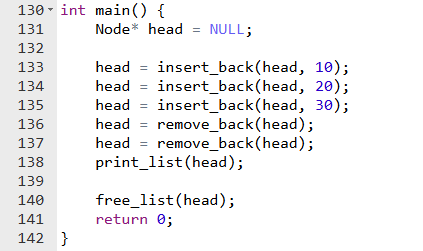 130 int main() {
131     Node* head = NULL;
132
133     head = insert_back(head, 10);
134     head = insert_back(head, 20);
135     head = insert_back(head, 30);
136     head = remove_back(head);
137     head = remove_back(head);
138     print_list(head);
139
140     free_list(head);
141     return 0;
142 }